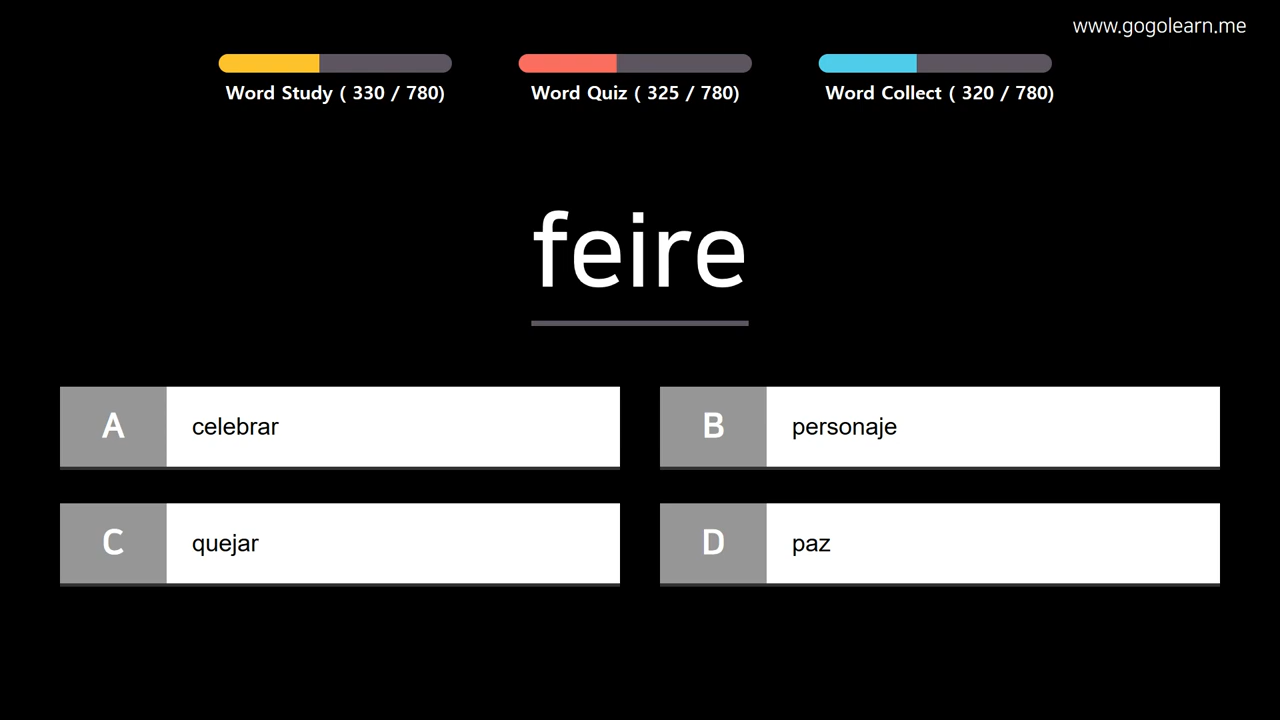 www.gogolearn.me
Word Study ( 330 / 780)
Word Quiz ( 325 / 780)
Word Collect ( 320 / 780)
feire
A celebrar
B personaje
C quejar
D paz